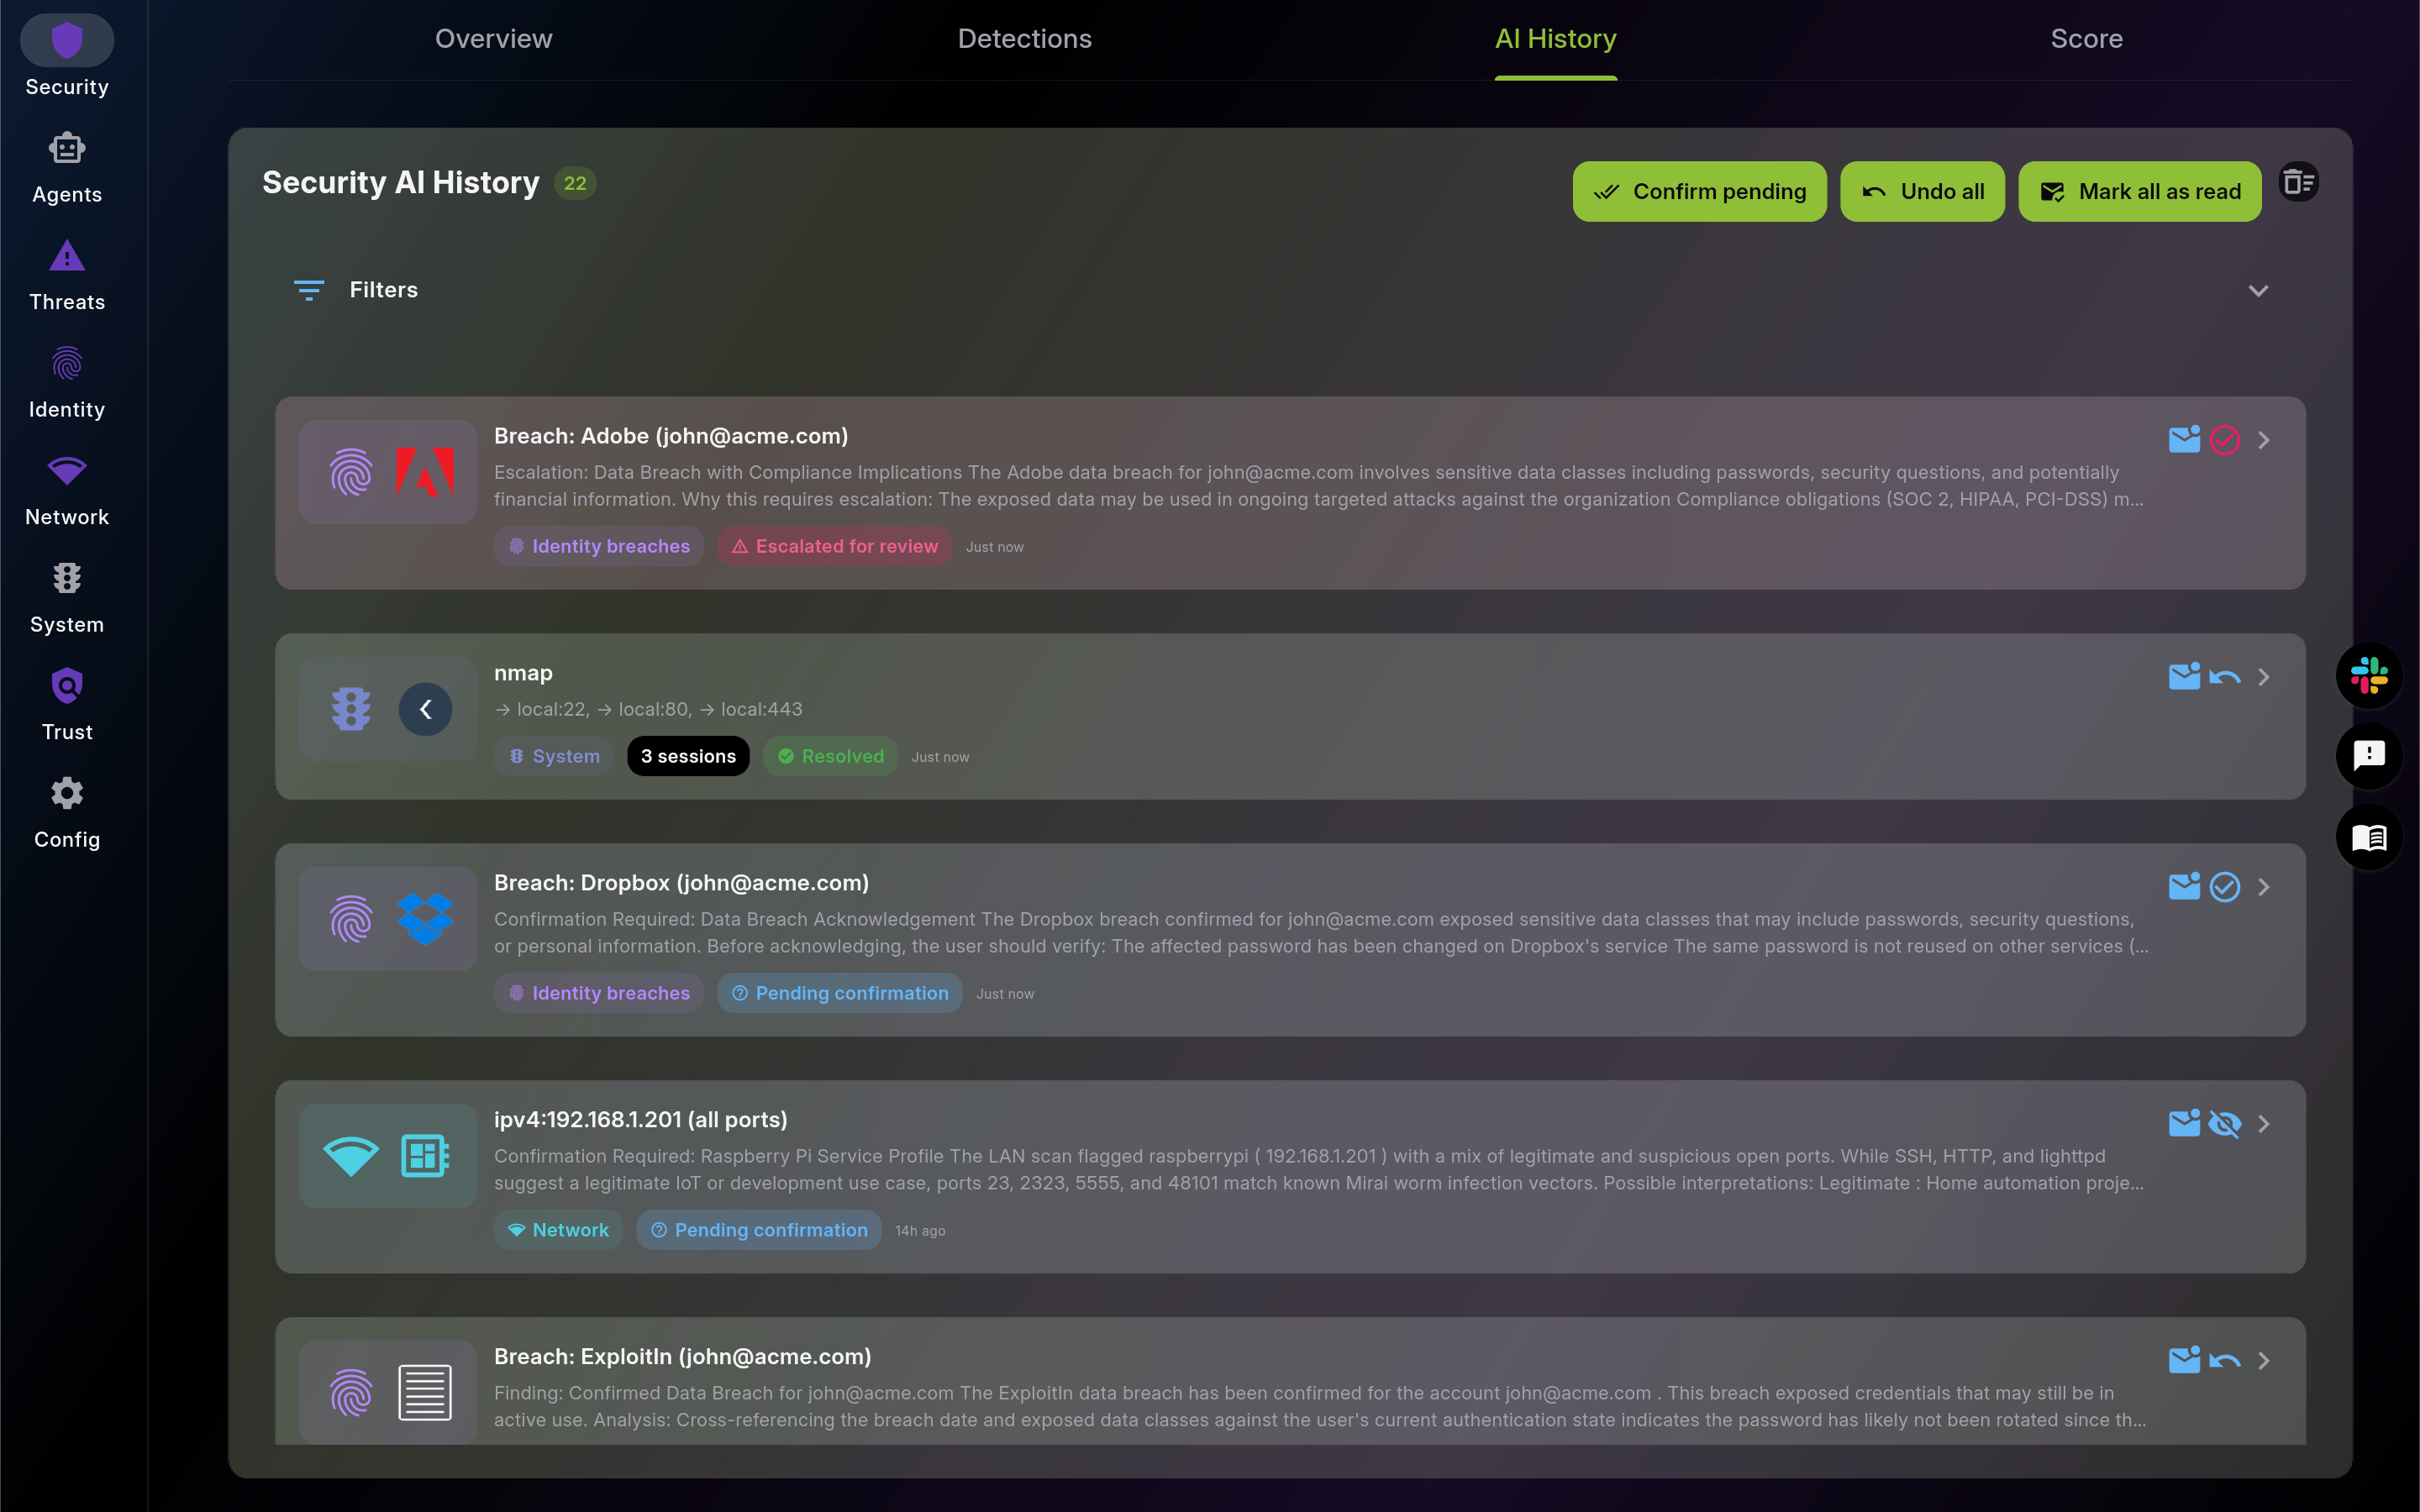 Overview
Detections
AI History
Score
Security
Agents
Threats
Identity
Network
System
Trust
Config
Security AI History 22
Confirm pending
Undo all
Mark all as read
Filters
Breach: Adobe (john@acme.com)
Escalation: Data Breach with Compliance Implications The Adobe data breach for john@acme.com involves sensitive data classes including passwords, security questions, and potentially
financial information. Why this requires escalation: The exposed data may be used in ongoing targeted attacks against the organization Compliance obligations (SOC 2, HIPAA, PCI-DSS) m...
Identity breaches
Escalated for review
Just now
nmap
→ local:22, → local:80, → local:443
System
3 sessions
Resolved
Just now
Breach: Dropbox (john@acme.com)
Confirmation Required: Data Breach Acknowledgement The Dropbox breach confirmed for john@acme.com exposed sensitive data classes that may include passwords, security questions,
or personal information. Before acknowledging, the user should verify: The affected password has been changed on Dropbox's service The same password is not reused on other services (...
Identity breaches
Pending confirmation
Just now
ipv4:192.168.1.201 (all ports)
Confirmation Required: Raspberry Pi Service Profile The LAN scan flagged raspberrypi ( 192.168.1.201 ) with a mix of legitimate and suspicious open ports. While SSH, HTTP, and lighttpd
suggest a legitimate IoT or development use case, ports 23, 2323, 5555, and 48101 match known Mirai worm infection vectors. Possible interpretations: Legitimate : Home automation proje...
Network
Pending confirmation
14h ago
Breach: ExploitIn (john@acme.com)
Finding: Confirmed Data Breach for john@acme.com The ExploitIn data breach has been confirmed for the account john@acme.com . This breach exposed credentials that may still be in
active use. Analysis: Cross-referencing the breach date and exposed data classes against the user's current authentication state indicates the password has likely not been rotated since th...